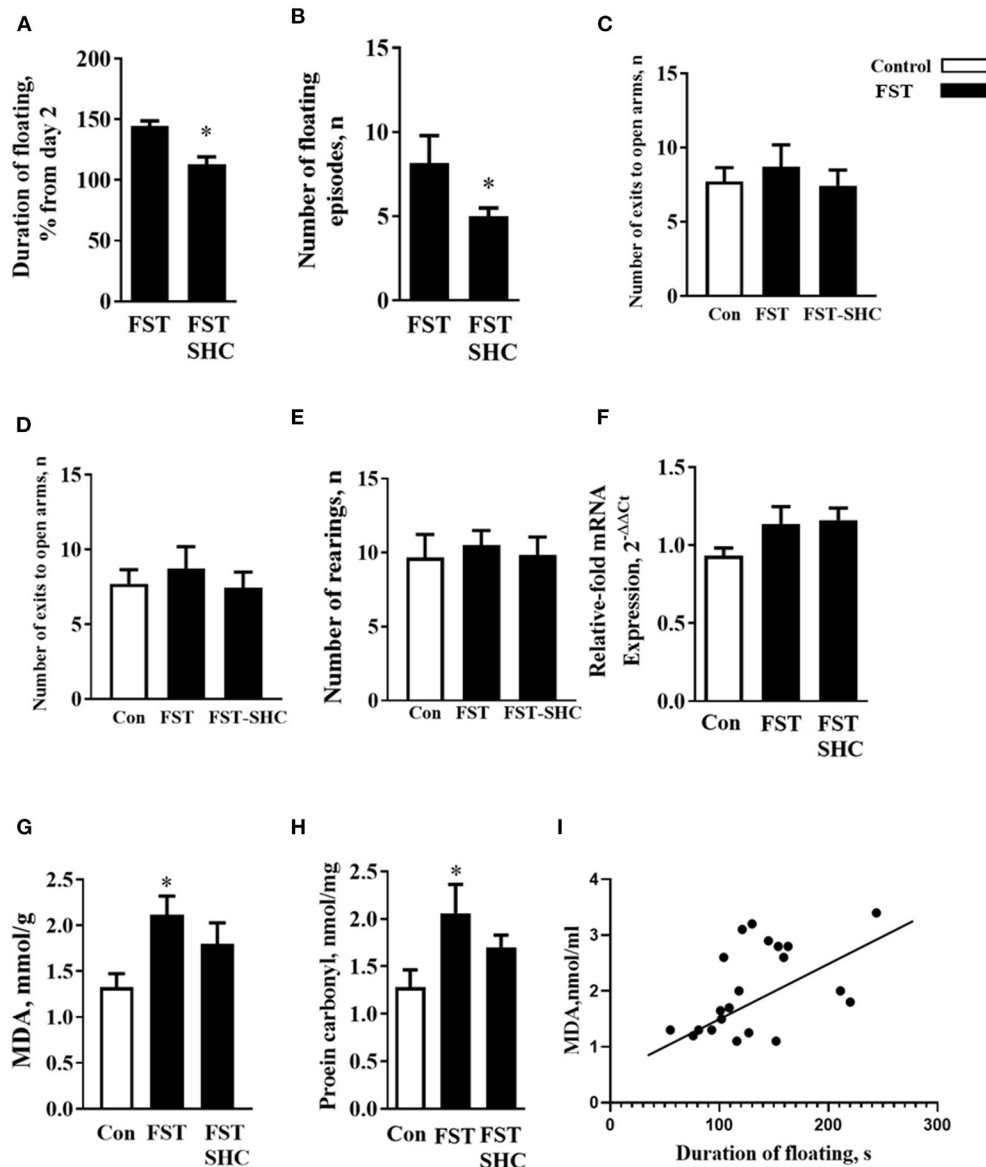 A
Duration of floating,
% from day 2
200
150
100
50
0
*
FST
FST
SHC
B
Number of floating
episodes, n
15
10
5
0
*
FST
FST
SHC
C
Number of exits to open arms, n
15
10
5
0
Con
FST
FST-SHC
Control
FST
D
Number of exits to open arms, n
15
10
5
0
Con
FST
FST-SHC
E
Number of rearings, n
15
10
5
0
Con
FST
FST-SHC
F
Relative-fold mRNA
Expression, 2^-ΔΔCt
1.5
1.0
0.5
0.0
Con
FST
FST
SHC
G
MDA, mmol/g
2.5
2.0
1.5
1.0
0.5
0.0
*
Con
FST
FST
SHC
H
Proein carbonyl, nmol/mg
2.5
2.0
1.5
1.0
0.5
0.0
*
Con
FST
FST
SHC
I
MDA,nmol/ml
4
3
2
1
0
0
100
200
300
Duration of floating, s